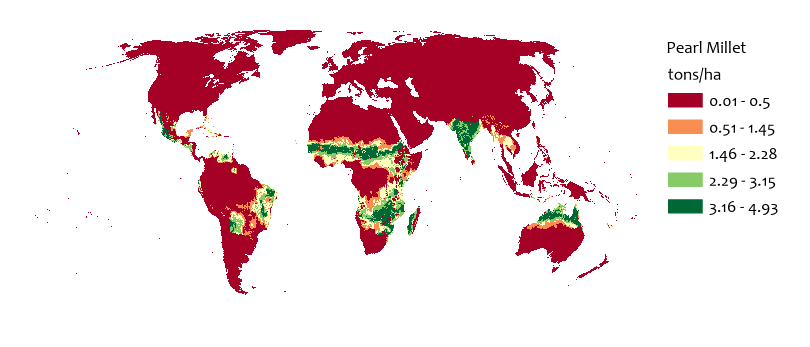 Pearl Millet
tons/ha
0.01 - 0.5
0.51 - 1.45
1.46 - 2.28
2.29 - 3.15
3.16 - 4.93